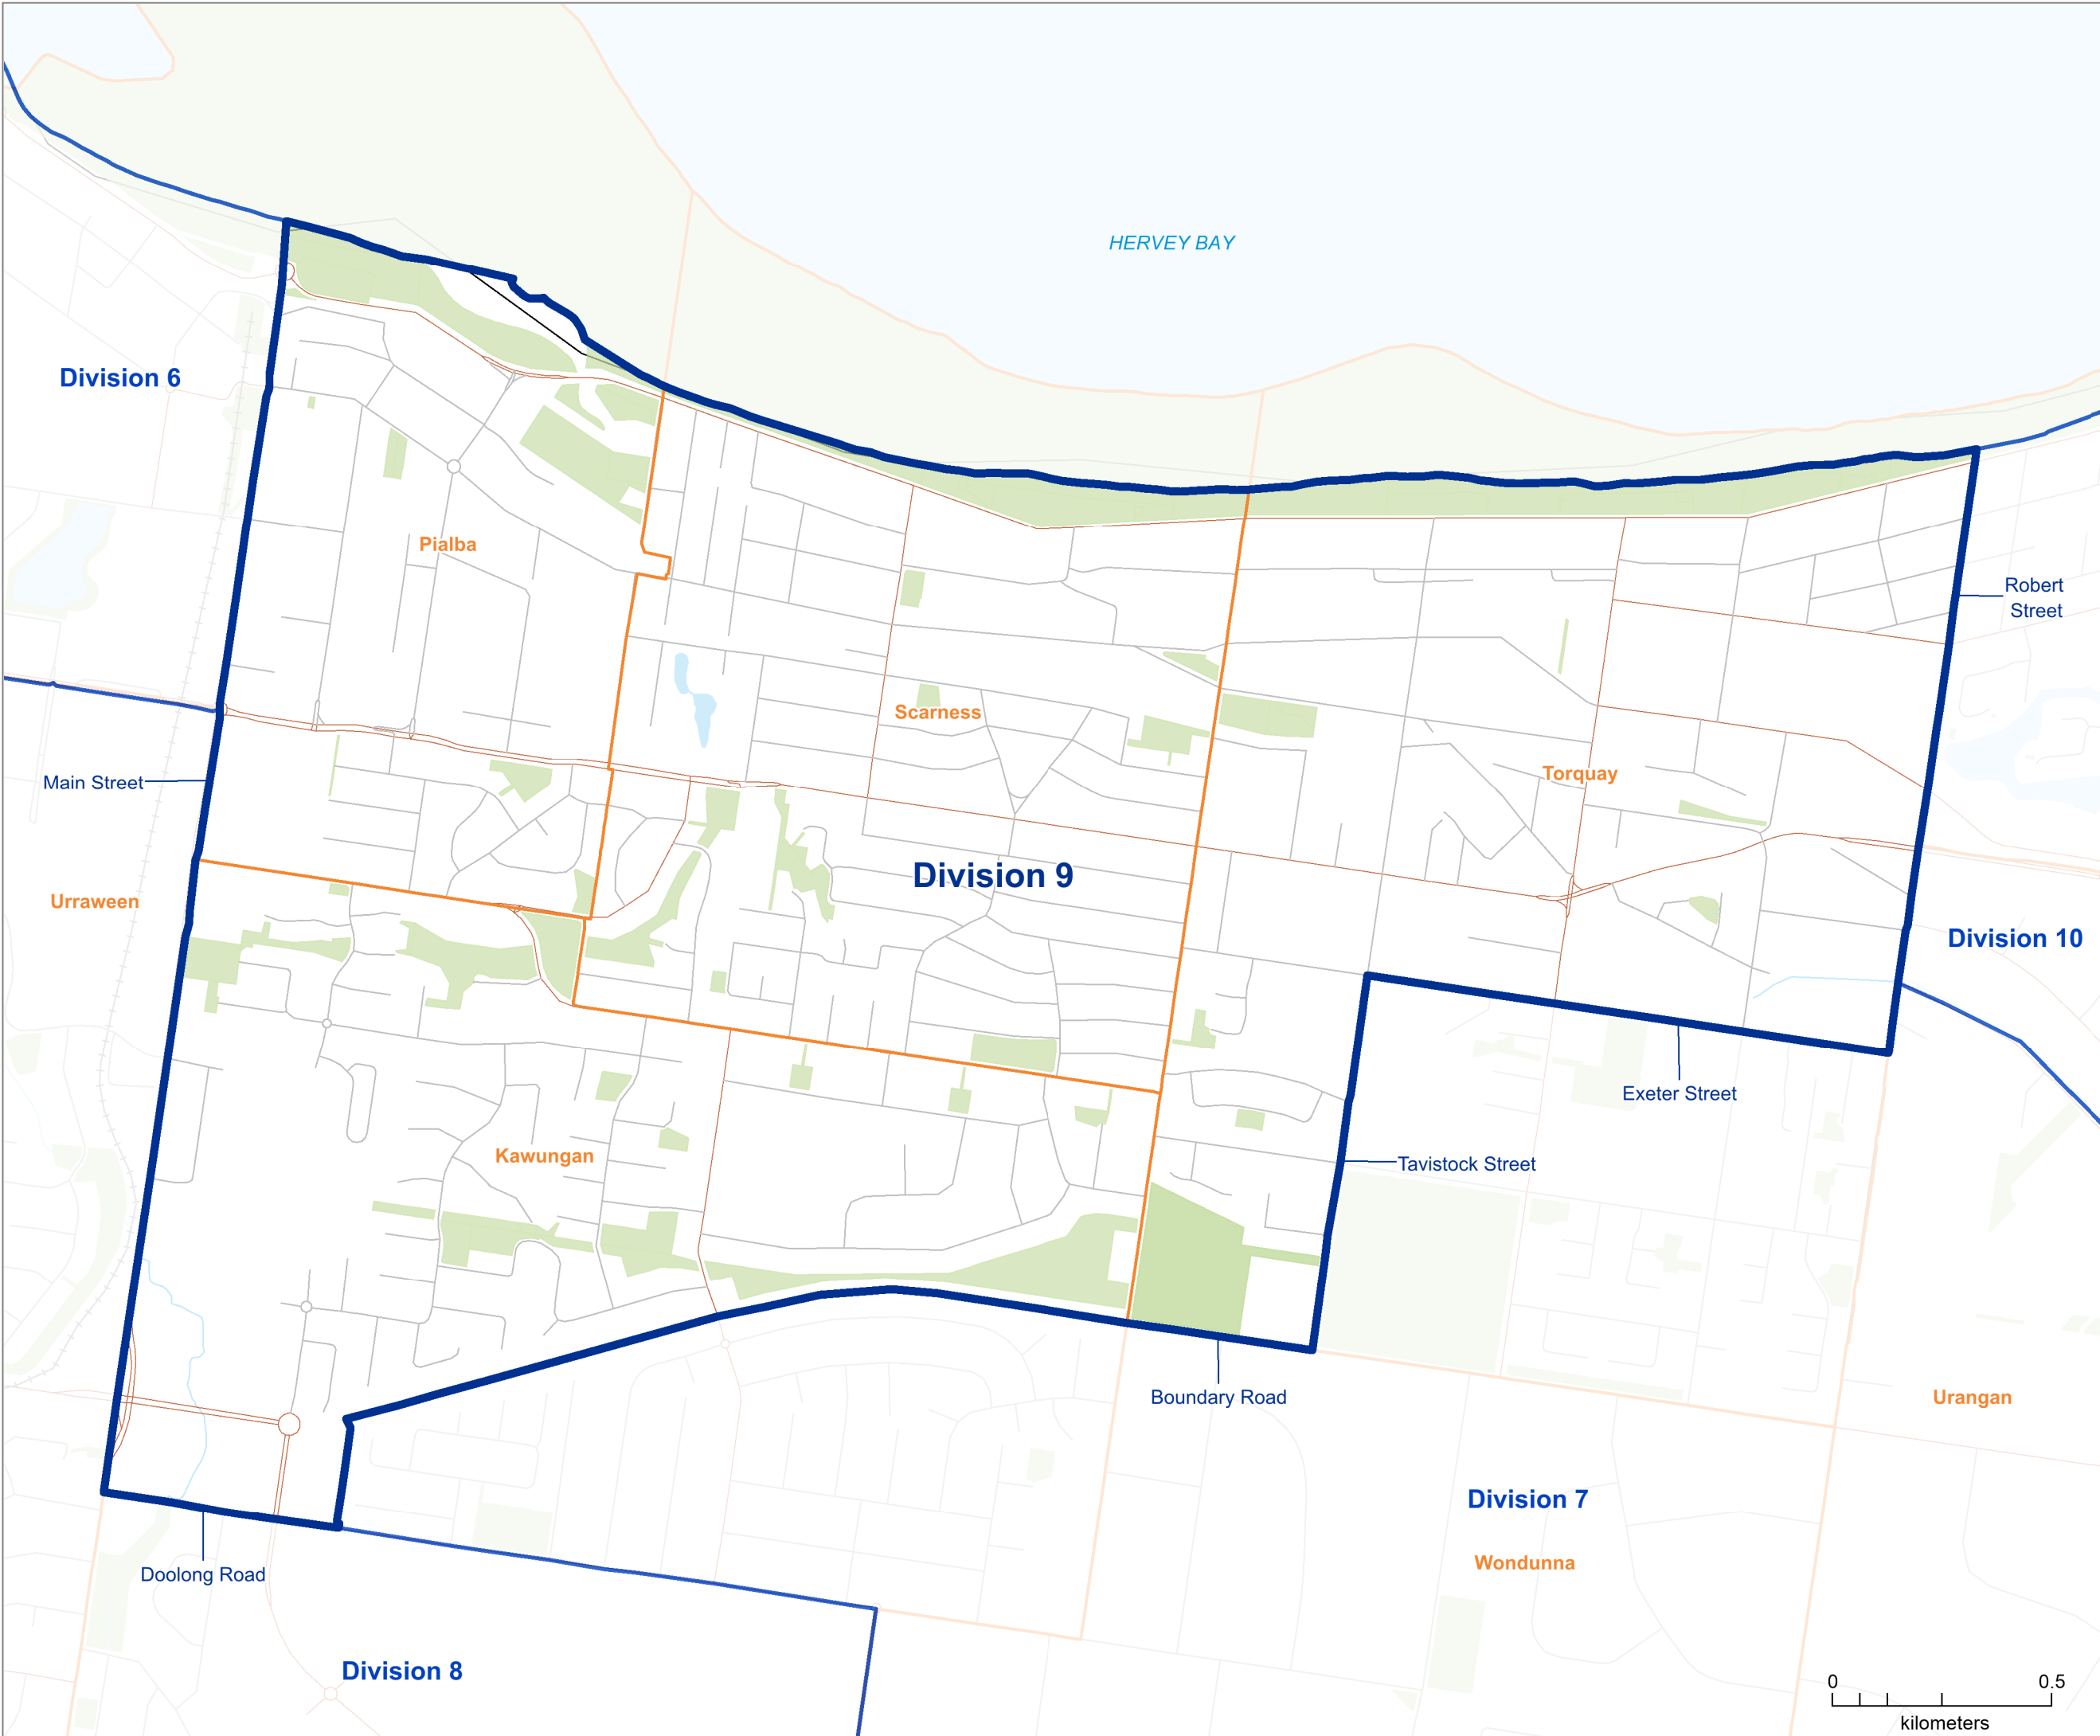 HERVEY BAY
Division 6
Pialba
Robert
Street
Scarness
Main Street
Torquay
Division 9
Urraween
Division 10
Exeter Street
Kawungan
Tavistock Street
Boundary Road
Urangan
Division 7
Wondunna
Doolong Road
Division 8
0 0.5
kilometers